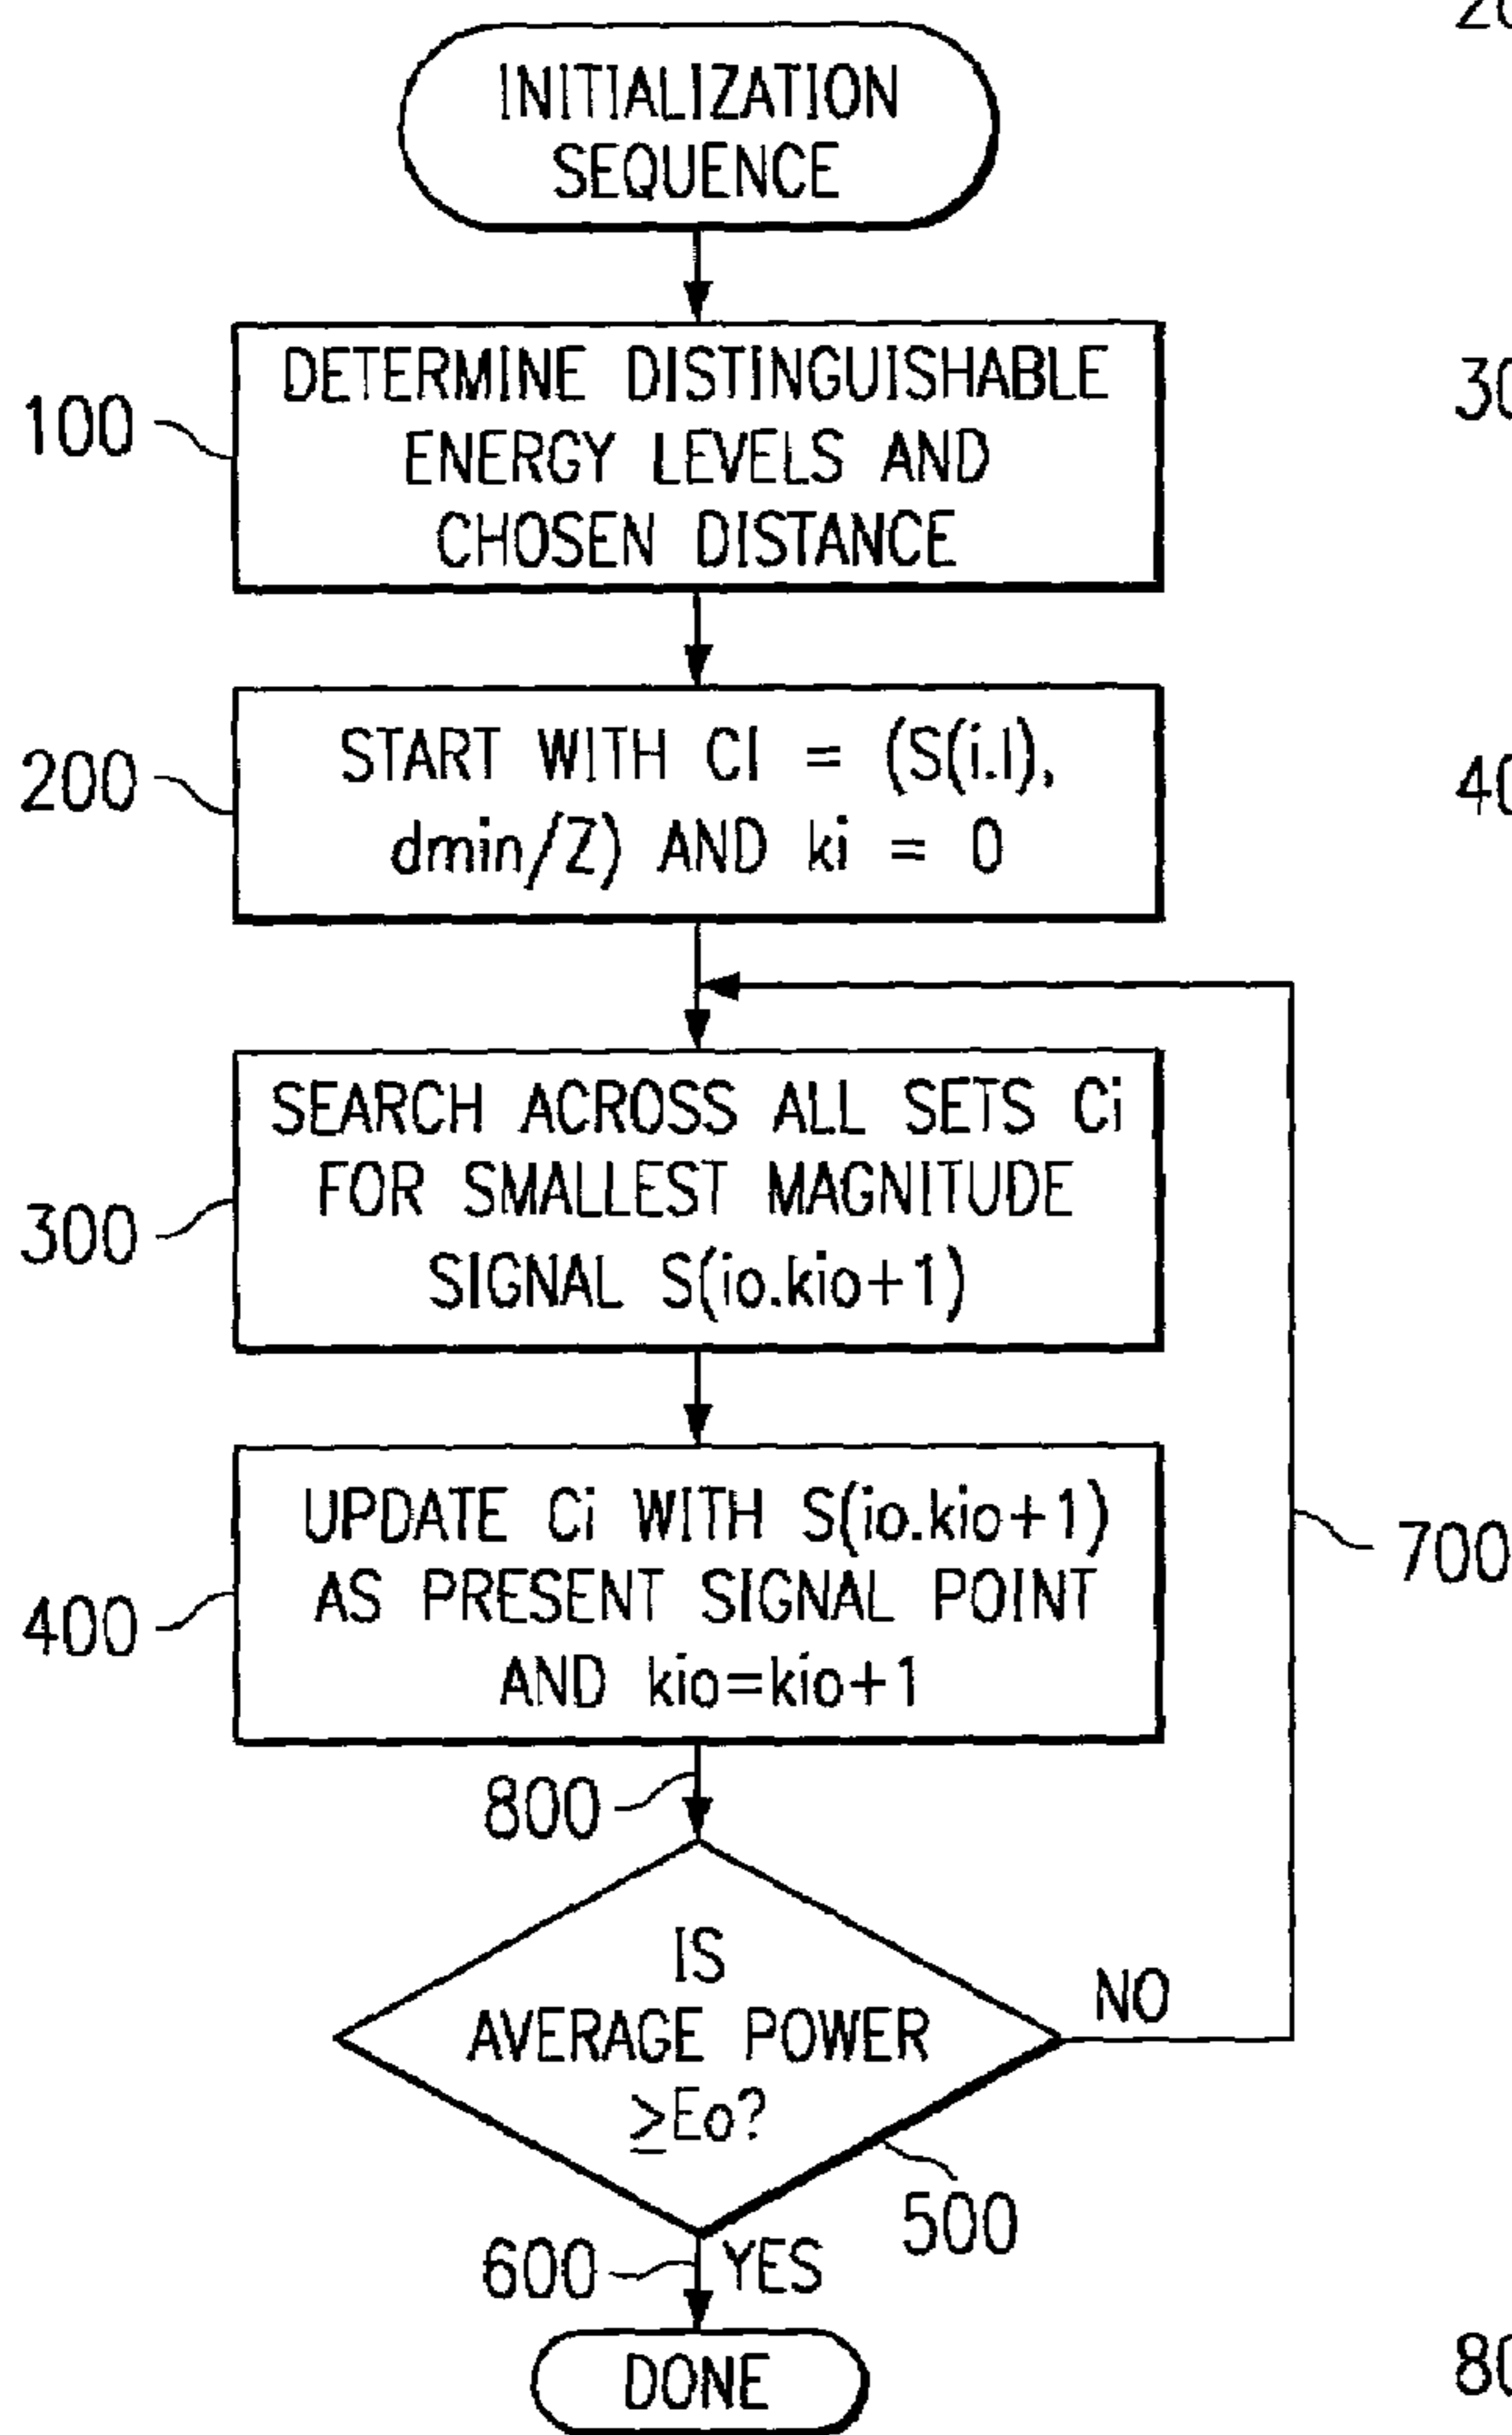 INITIALIZATION
SEQUENCE
100
DETERMINE DISTINGUISHABLE
ENERGY LEVELS AND
CHOSEN DISTANCE
200
START WITH CI = (S(i.I),
dmin/Z) AND ki = 0
300
SEARCH ACROSS ALL SETS Ci
FOR SMALLEST MAGNITUDE
SIGNAL S(io.kio+1)
400
UPDATE Ci WITH S(io.kio+1)
AS PRESENT SIGNAL POINT
AND kio=kio+1
700
800
IS
AVERAGE POWER
≥Eo?
NO
500
600
YES
DONE